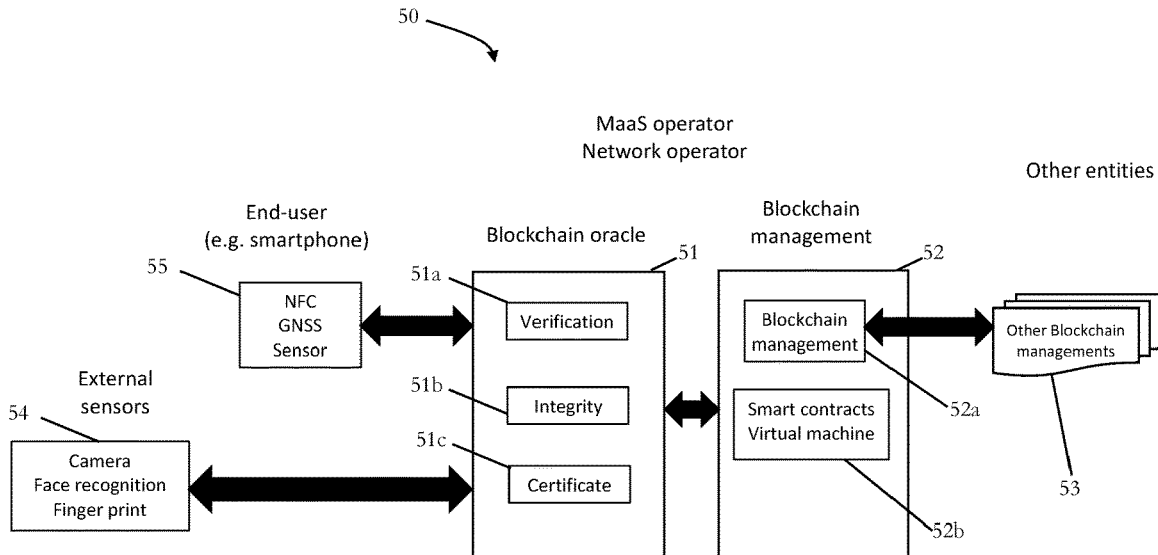 50
MaaS operator
Network operator
Other entities
End-user
(e.g. smartphone)
Blockchain oracle
Blockchain
management
55
51
52
51a
NFC
GNSS
Sensor
Verification
Blockchain
management
Other Blockchain
managements
External
sensors
51b
Integrity
52a
54
Smart contracts
Virtual machine
51c
53
Camera
Face recognition
Finger print
Certificate
52b